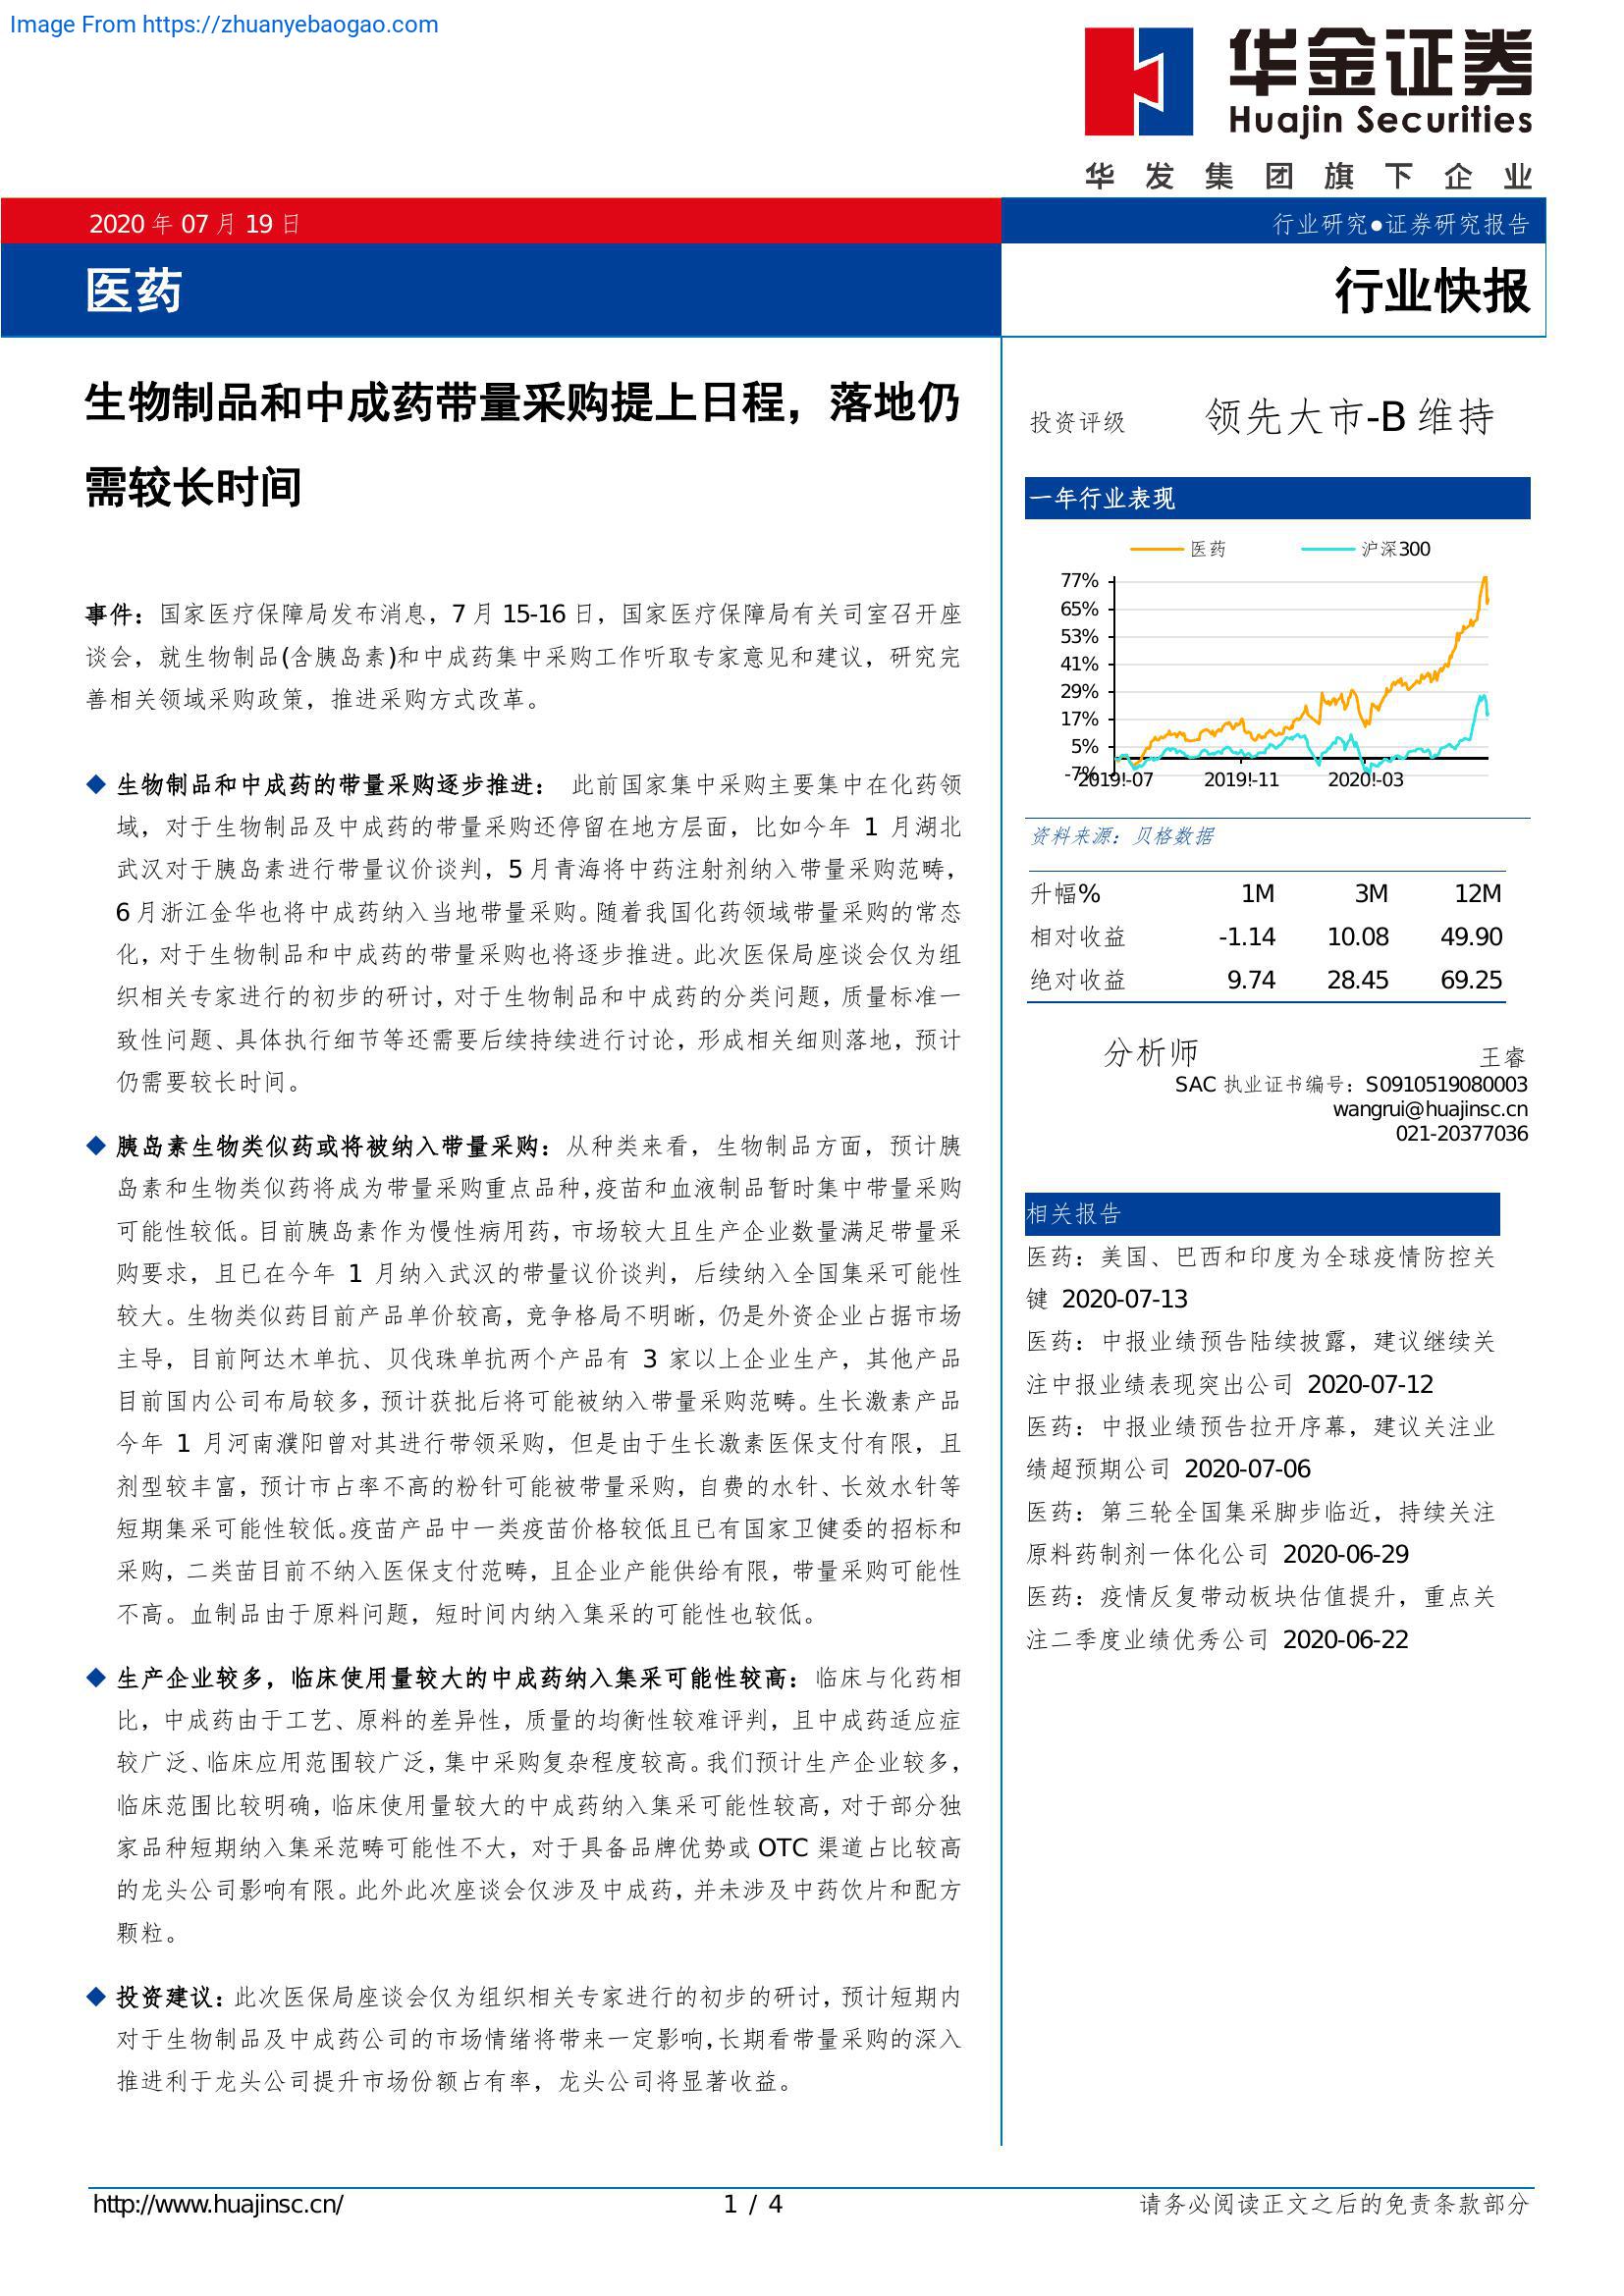 Image From https://zhuanyebaogao.com
华金证券
Huajin Securities
华发集团旗下企业
2020 年 07 月 19 日
行业研究●证券研究报告
医药
行业快报
生物制品和中成药带量采购提上日程，落地仍
需较长时间
事件：国家医疗保障局发布消息，7 月 15-16 日，国家医疗保障局有关司室召开座
谈会，就生物制品(含胰岛素)和中成药集中采购工作听取专家意见和建议，研究完
善相关领域采购政策，推进采购方式改革。
◆ 生物制品和中成药的带量采购逐步推进： 此前国家集中采购主要集中在化药领
域，对于生物制品及中成药的带量采购还停留在地方层面，比如今年 1 月湖北
武汉对于胰岛素进行带量议价谈判，5 月青海将中药注射剂纳入带量采购范畴，
6 月浙江金华也将中成药纳入当地带量采购。随着我国化药领域带量采购的常态
化，对于生物制品和中成药的带量采购也将逐步推进。此次医保局座谈会仅为组
织相关专家进行的初步的研讨，对于生物制品和中成药的分类问题，质量标准一
致性问题、具体执行细节等还需要后续持续进行讨论，形成相关细则落地，预计
仍需要较长时间。
◆ 胰岛素生物类似药或将被纳入带量采购：从种类来看，生物制品方面，预计胰
岛素和生物类似药将成为带量采购重点品种，疫苗和血液制品暂时集中带量采购
可能性较低。目前胰岛素作为慢性病用药，市场较大且生产企业数量满足带量采
购要求，且已在今年 1 月纳入武汉的带量议价谈判，后续纳入全国集采可能性
较大。生物类似药目前产品单价较高，竞争格局不明晰，仍是外资企业占据市场
主导，目前阿达木单抗、贝伐珠单抗两个产品有 3 家以上企业生产，其他产品
目前国内公司布局较多，预计获批后将可能被纳入带量采购范畴。生长激素产品
今年 1 月河南濮阳曾对其进行带领采购，但是由于生长激素医保支付有限，且
剂型较丰富，预计市占率不高的粉针可能被带量采购，自费的水针、长效水针等
短期集采可能性较低。疫苗产品中一类疫苗价格较低且已有国家卫健委的招标和
采购，二类苗目前不纳入医保支付范畴，且企业产能供给有限，带量采购可能性
不高。血制品由于原料问题，短时间内纳入集采的可能性也较低。
◆ 生产企业较多，临床使用量较大的中成药纳入集采可能性较高：临床与化药相
比，中成药由于工艺、原料的差异性，质量的均衡性较难评判，且中成药适应症
较广泛、临床应用范围较广泛，集中采购复杂程度较高。我们预计生产企业较多，
临床范围比较明确，临床使用量较大的中成药纳入集采可能性较高，对于部分独
家品种短期纳入集采范畴可能性不大，对于具备品牌优势或 OTC 渠道占比较高
的龙头公司影响有限。此外此次座谈会仅涉及中成药，并未涉及中药饮片和配方
颗粒。
◆ 投资建议：此次医保局座谈会仅为组织相关专家进行的初步的研讨，预计短期内
对于生物制品及中成药公司的市场情绪将带来一定影响，长期看带量采购的深入
推进利于龙头公司提升市场份额占有率，龙头公司将显著收益。
投资评级 领先大市-B 维持
一年行业表现
医药 沪深300
77%
65%
53%
41%
29%
17%
5%
-7%
2019!-07 2019!-11 2020!-03
资料来源：贝格数据
升幅% 1M 3M 12M
相对收益 -1.14 10.08 49.90
绝对收益 9.74 28.45 69.25
分析师 王睿
SAC 执业证书编号：S0910519080003
wangrui@huajinsc.cn
021-20377036
相关报告
医药：美国、巴西和印度为全球疫情防控关
键 2020-07-13
医药：中报业绩预告陆续披露，建议继续关
注中报业绩表现突出公司 2020-07-12
医药：中报业绩预告拉开序幕，建议关注业
绩超预期公司 2020-07-06
医药：第三轮全国集采脚步临近，持续关注
原料药制剂一体化公司 2020-06-29
医药：疫情反复带动板块估值提升，重点关
注二季度业绩优秀公司 2020-06-22
http://www.huajinsc.cn/ 1 / 4 请务必阅读正文之后的免责条款部分